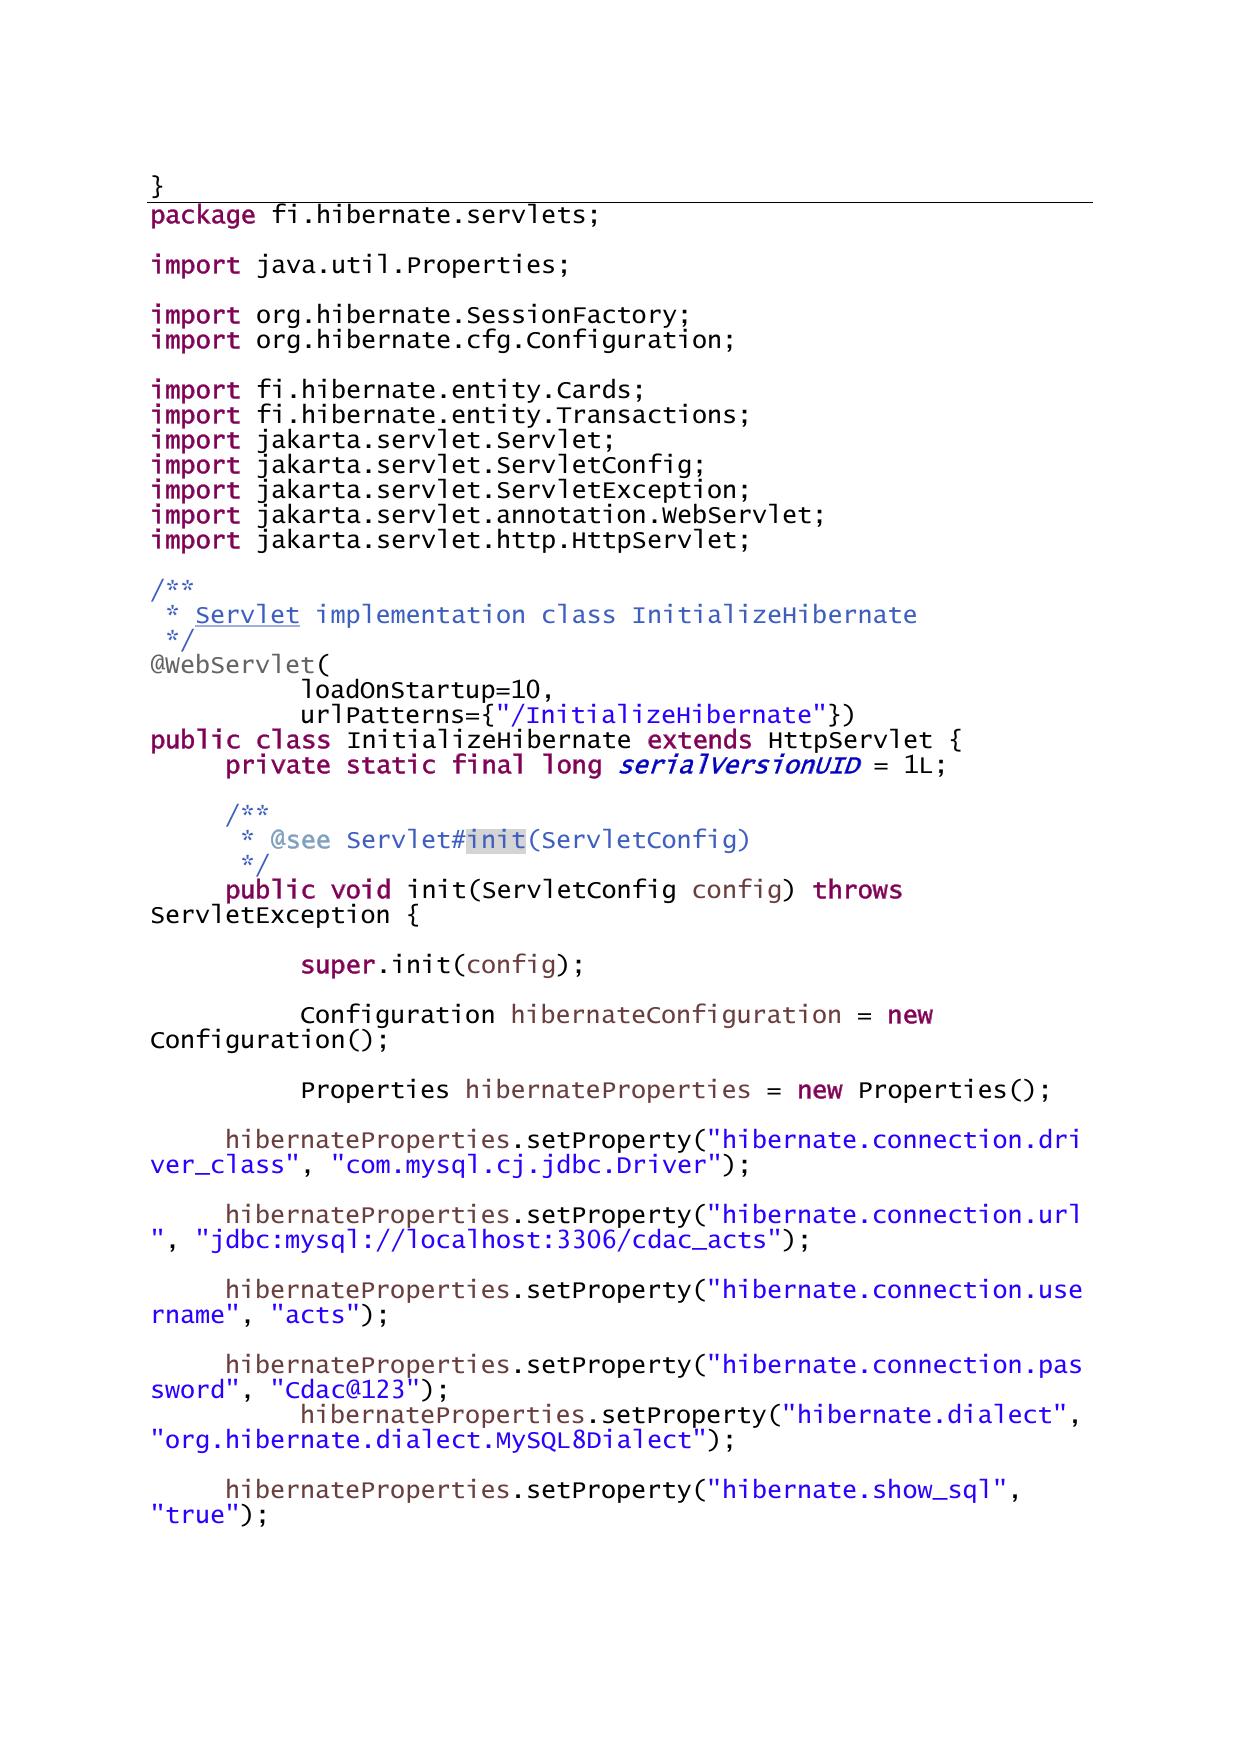 }
package fi.hibernate.servlets;
import java.util.Properties;
import org.hibernate.SessionFactory;
import org.hibernate.cfg.Configuration;
import fi.hibernate.entity.Cards;
import fi.hibernate.entity.Transactions;
import jakarta.servlet.Servlet;
import jakarta.servlet.ServletConfig;
import jakarta.servlet.ServletException;
import jakarta.servlet.annotation.WebServlet;
import jakarta.servlet.http.HttpServlet;
/**
 * Servlet implementation class InitializeHibernate
 */
@WebServlet(
loadOnStartup=10,
urlPatterns={"/InitializeHibernate"})
public class InitializeHibernate extends HttpServlet {
private static final long serialVersionUID = 1L;
/**
 * @see Servlet#init(ServletConfig)
 */
public void init(ServletConfig config) throws
ServletException {
super.init(config);
Configuration hibernateConfiguration = new
Configuration();
Properties hibernateProperties = new Properties();
hibernateProperties.setProperty("hibernate.connection.dri
ver_class", "com.mysql.cj.jdbc.Driver");
hibernateProperties.setProperty("hibernate.connection.url
", "jdbc:mysql://localhost:3306/cdac_acts");
hibernateProperties.setProperty("hibernate.connection.use
rname", "acts");
hibernateProperties.setProperty("hibernate.connection.pas
sword", "Cdac@123");
hibernateProperties.setProperty("hibernate.dialect",
"org.hibernate.dialect.MySQL8Dialect");
hibernateProperties.setProperty("hibernate.show_sql",
"true");